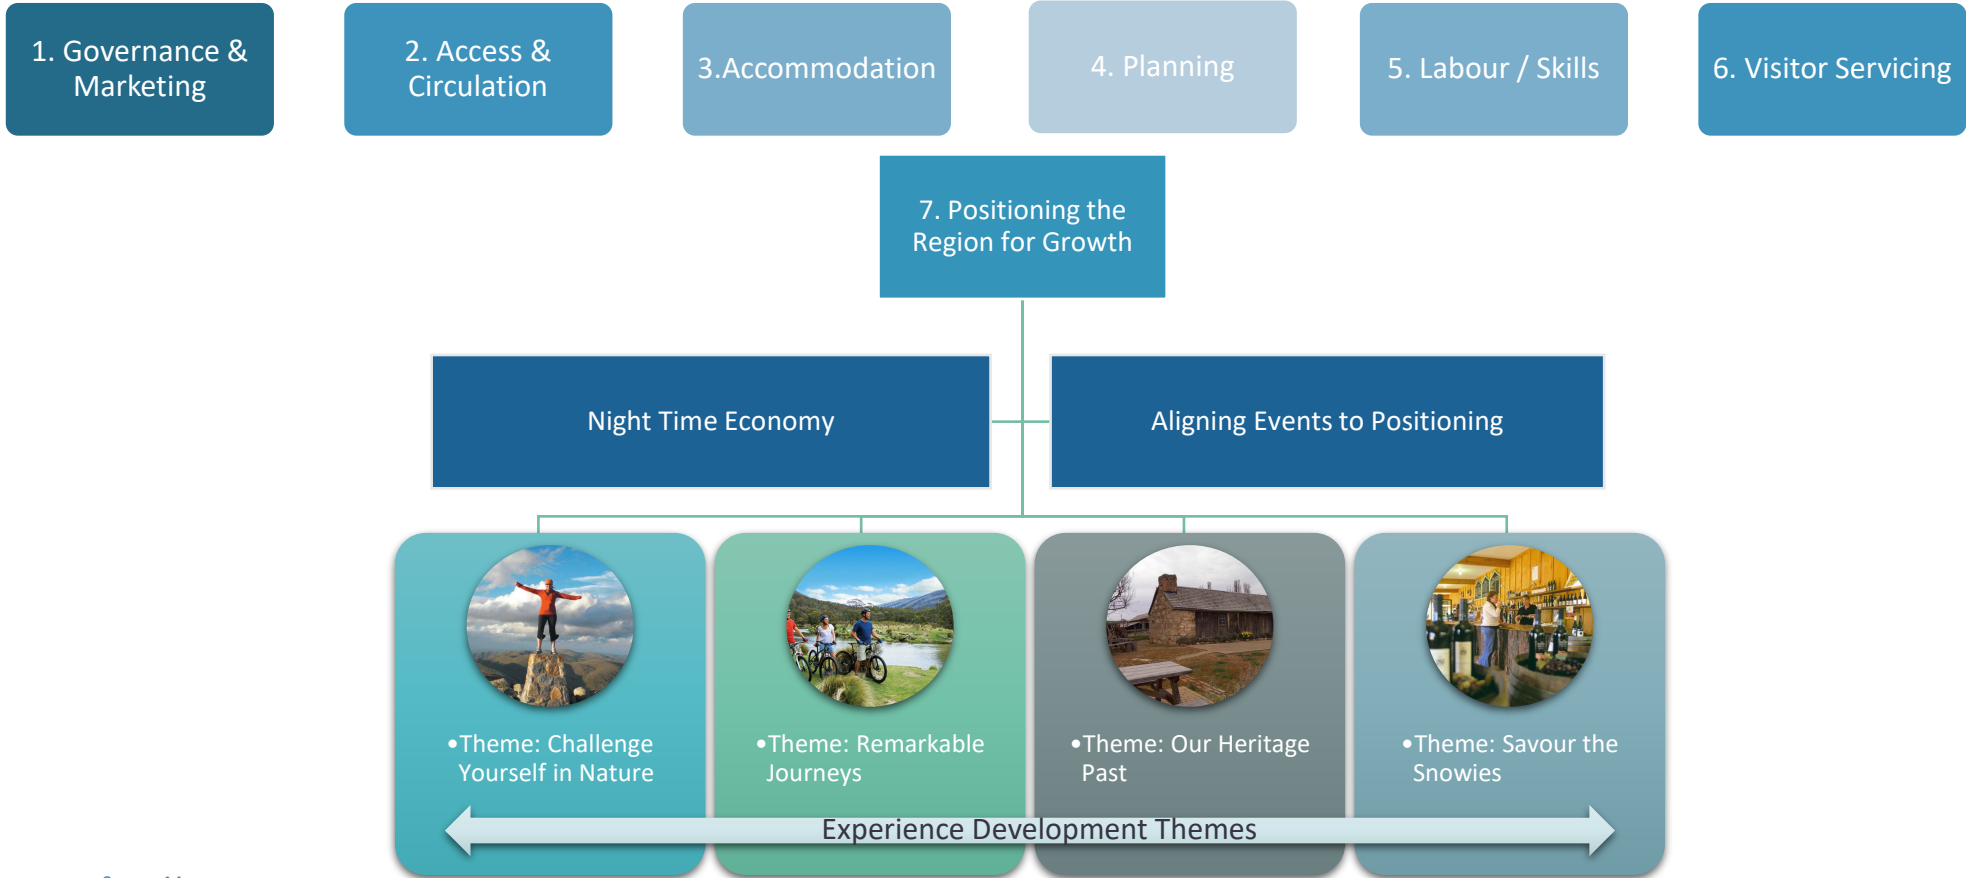 1. Governance &
Marketing
2. Access &
Circulation
3.Accommodation
4. Planning
5. Labour / Skills
6. Visitor Servicing
7. Positioning the
Region for Growth
Night Time Economy
Aligning Events to Positioning
•Theme: Challenge
Yourself in Nature
•Theme: Remarkable
Journeys
•Theme: Our Heritage
Past
•Theme: Savour the
Snowies
Experience Development Themes